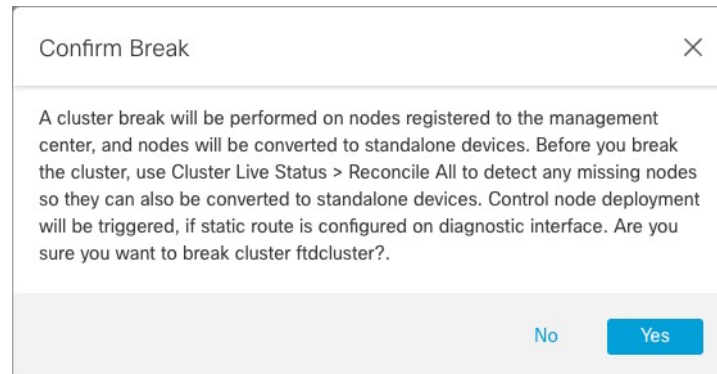 Confirm Break
A cluster break will be performed on nodes registered to the management
center, and nodes will be converted to standalone devices. Before you break
the cluster, use Cluster Live Status > Reconcile All to detect any missing nodes
so they can also be converted to standalone devices. Control node deployment
will be triggered, if static route is configured on diagnostic interface. Are you
sure you want to break cluster ftdcluster?.
No Yes